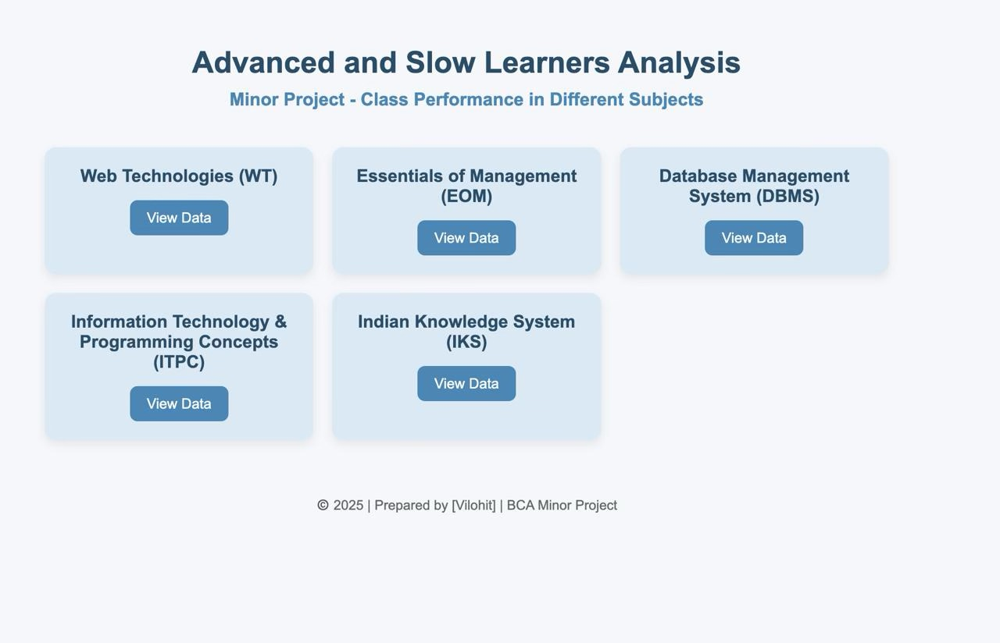 Advanced and Slow Learners Analysis
Minor Project - Class Performance in Different Subjects
Web Technologies (WT)
View Data
Essentials of Management
(EOM)
View Data
Database Management
System (DBMS)
View Data
Information Technology &
Programming Concepts
(ITPC)
View Data
Indian Knowledge System
(IKS)
View Data
© 2025 | Prepared by [Vilohit] | BCA Minor Project